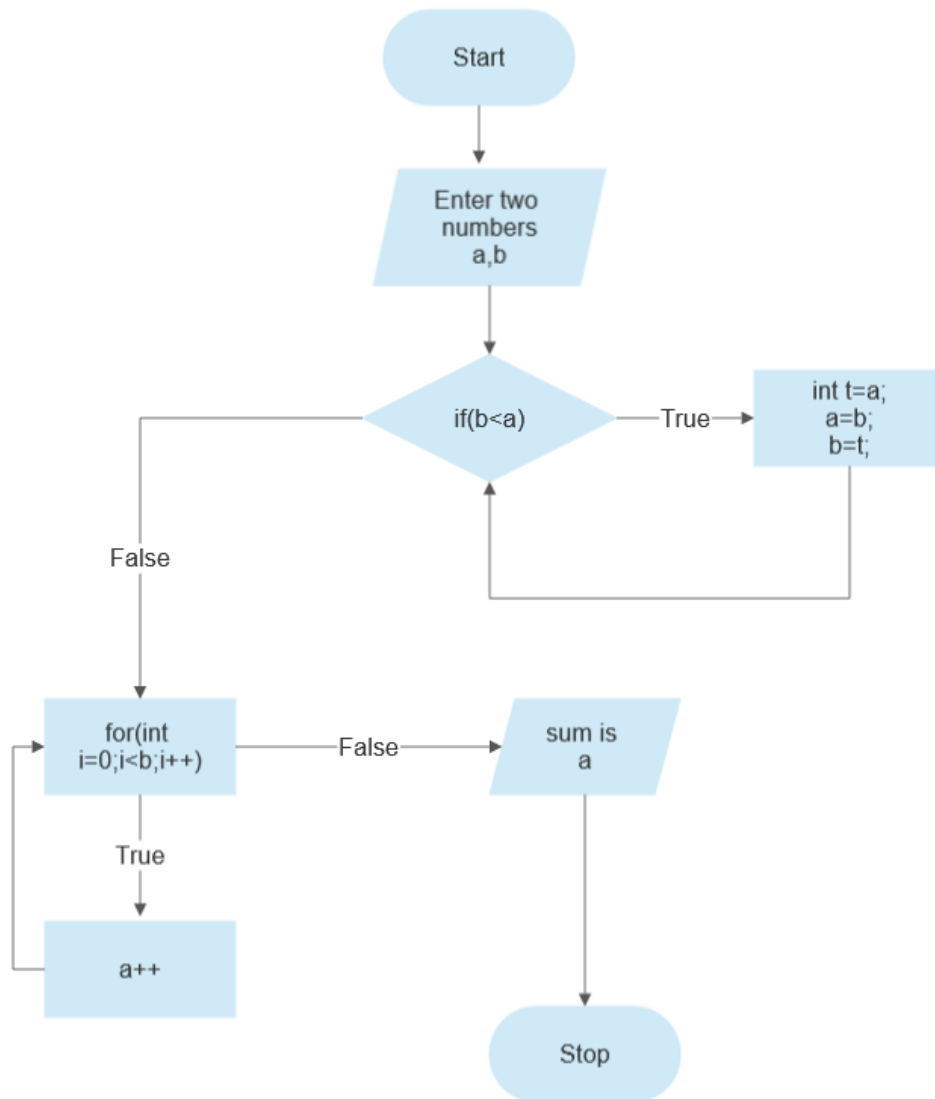 Start
Enter two
numbers
a,b
if(b<a)
True
int t=a;
a=b;
b=t;
False
for(int
i=0;i<b;i++)
False
sum is
a
True
a++
Stop